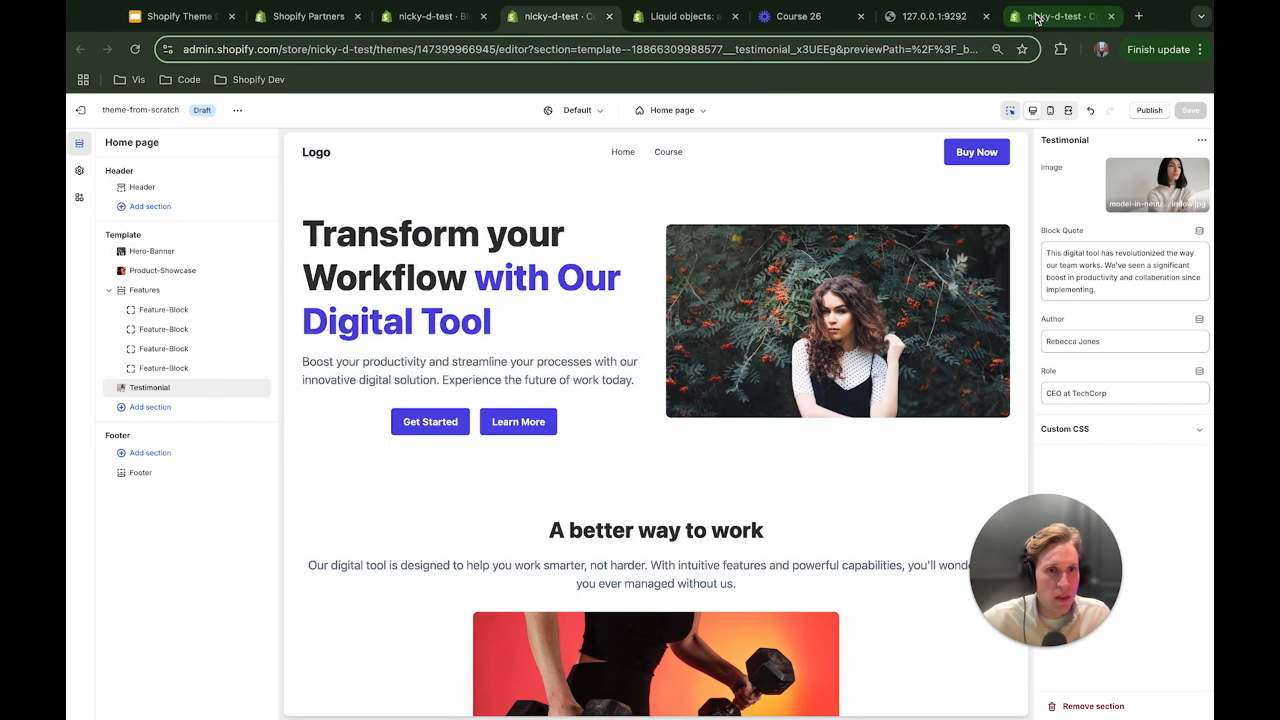 Shopify Theme D
Shopify Partners
nicky-d-test · Bl
nicky-d-test · C
Liquid objects: a
Course 26
127.0.0.1:9292
nicky-d-test · C
admin.shopify.com/store/nicky-d-test/themes/147399966945/editor?section=template--18866309988577__testimonial_x3UEEg&previewPath=%2F%3F_b...
Finish update
Vis
Code
Shopify Dev
theme-from-scratch
Draft
Default
Home page
Publish
Save
Home page
Header
Header
Add section
Template
Hero-Banner
Product-Showcase
Features
Feature-Block
Feature-Block
Feature-Block
Feature-Block
Testimonial
Add section
Footer
Add section
Footer
Logo
Home
Course
Buy Now
Transform your
Workflow with Our
Digital Tool
Boost your productivity and streamline your processes with our
innovative digital solution. Experience the future of work today.
Get Started
Learn More
A better way to work
Our digital tool is designed to help you work smarter, not harder. With intuitive features and powerful capabilities, you'll wonde
you ever managed without us.
Testimonial
Image
model-in-neut... indow.jpg
Block Quote
This digital tool has revolutionized the way
our team works. We've seen a significant
boost in productivity and collaberation since
implementing.
Author
Rebecca Jones
Role
CEO at TechCorp
Custom CSS
Remove section